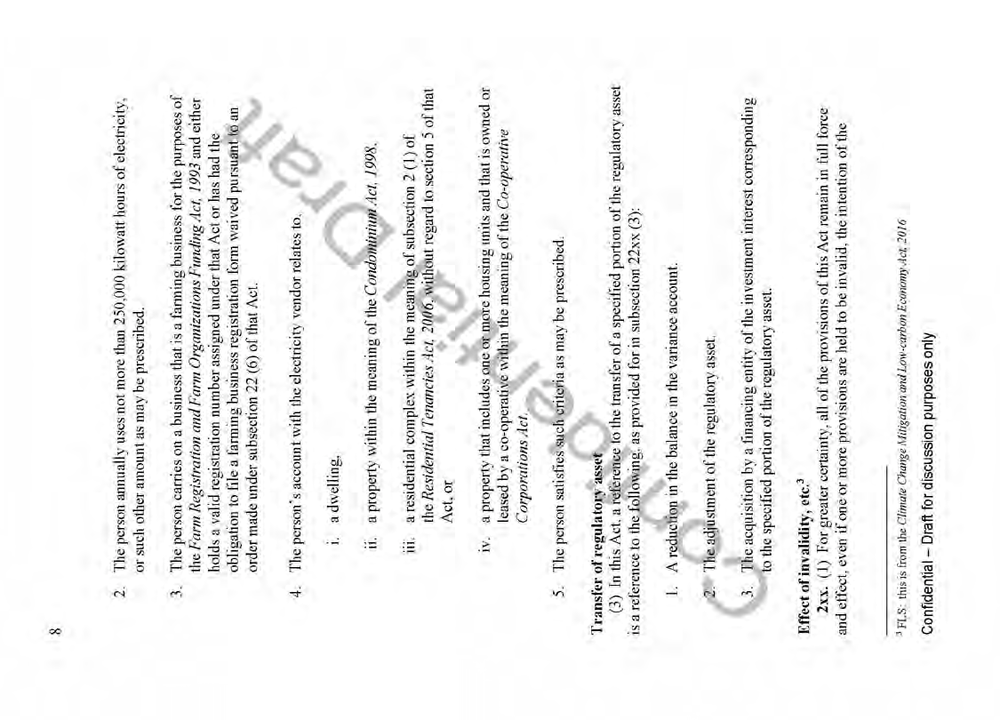 8
2. The person annually uses not more than 250,000 kilowatt hours of electricity,
or such other amount as may be prescribed.
3. The person carries on a business that is a farming business for the purposes of
the Farm Registration and Farm Organizations Funding Act, 1993 and either
holds a valid registration number assigned under that Act or has had the
obligation to file a farming business registration form waived pursuant to an
order made under subsection 22 (6) of that Act.
4. The person's account with the electricity vendor relates to,
i. a dwelling,
ii. a property within the meaning of the Condominium Act, 1998,
iii. a residential complex within the meaning of subsection 2 (1) of
the Residential Tenancies Act, 2006, without regard to section 5 of that
Act, or
iv. a property that includes one or more housing units and that is owned or
leased by a co-operative within the meaning of the Co-operative
Corporations Act.
5. The person satisfies such criteria as may be prescribed.
Transfer of regulatory asset
(3) In this Act, a reference to the transfer of a specified portion of the regulatory asset
is a reference to the following, as provided for in subsection 22xx (3):
1. A reduction in the balance in the variance account.
2. The adjustment of the regulatory asset.
3. The acquisition by a financing entity of the investment interest corresponding
to the specified portion of the regulatory asset.
Effect of invalidity, etc.3
2xx. (1) For greater certainty, all of the provisions of this Act remain in full force
and effect, even if one or more provisions are held to be invalid, the intention of the
3 FLS: this is from the Climate Change Mitigation and Low-carbon Economy Act, 2016
Confidential – Draft for discussion purposes only
Confidential Draft